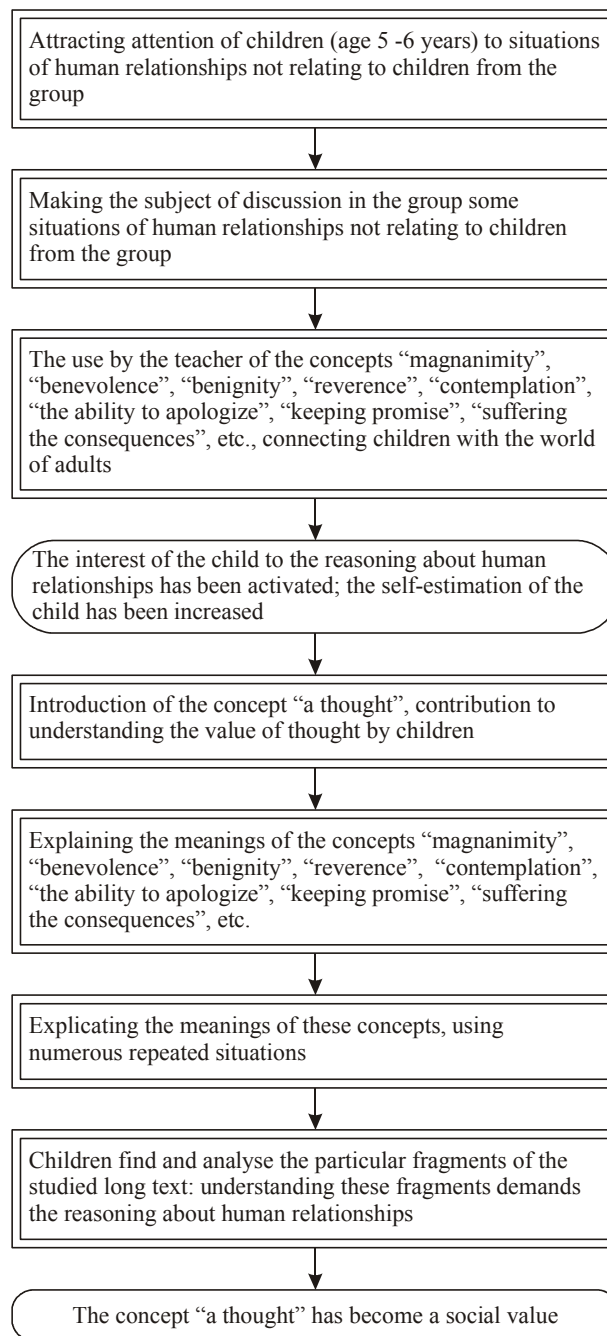 Attracting attention of children (age 5 -6 years) to situations
of human relationships not relating to children from the
group
Making the subject of discussion in the group some
situations of human relationships not relating to children
from the group
The use by the teacher of the concepts “magnanimity”,
“benevolence”, “benignity”, “reverence”, “contemplation”,
“the ability to apologize”, “keeping promise”, “suffering
the consequences”, etc., connecting children with the world
of adults
The interest of the child to the reasoning about human
relationships has been activated; the self-estimation of the
child has been increased
Introduction of the concept “a thought”, contribution to
understanding the value of thought by children
Explaining the meanings of the concepts “magnanimity”,
“benevolence”, “benignity”, “reverence”, “contemplation”,
“the ability to apologize”, “keeping promise”, “suffering
the consequences”, etc.
Explicating the meanings of these concepts, using
numerous repeated situations
Children find and analyse the particular fragments of the
studied long text: understanding these fragments demands
the reasoning about human relationships
The concept “a thought” has become a social value